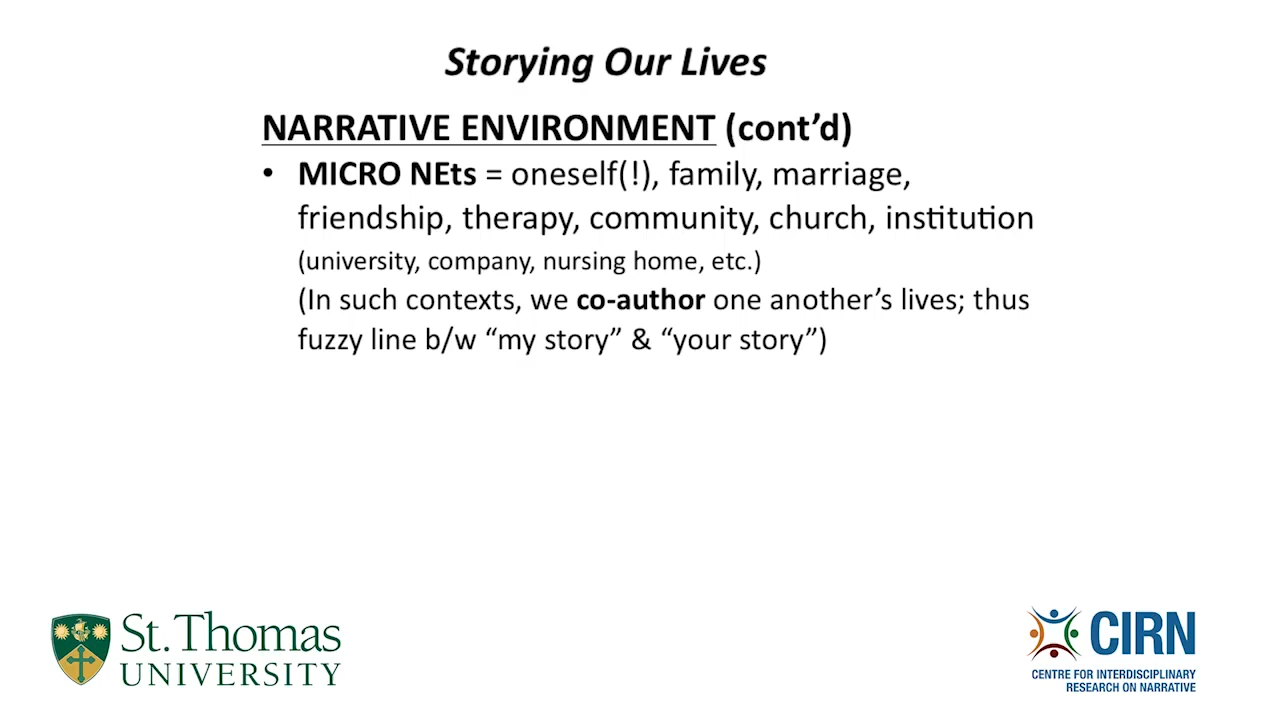 Storying Our Lives
NARRATIVE ENVIRONMENT (cont’d)
• MICRO NEts = oneself(!), family, marriage,
friendship, therapy, community, church, institution
(university, company, nursing home, etc.)
(In such contexts, we co-author one another’s lives; thus
fuzzy line b/w “my story” & “your story”)
St. Thomas
UNIVERSITY
CIRN
CENTRE FOR INTERDISCIPLINARY
RESEARCH ON NARRATIVE